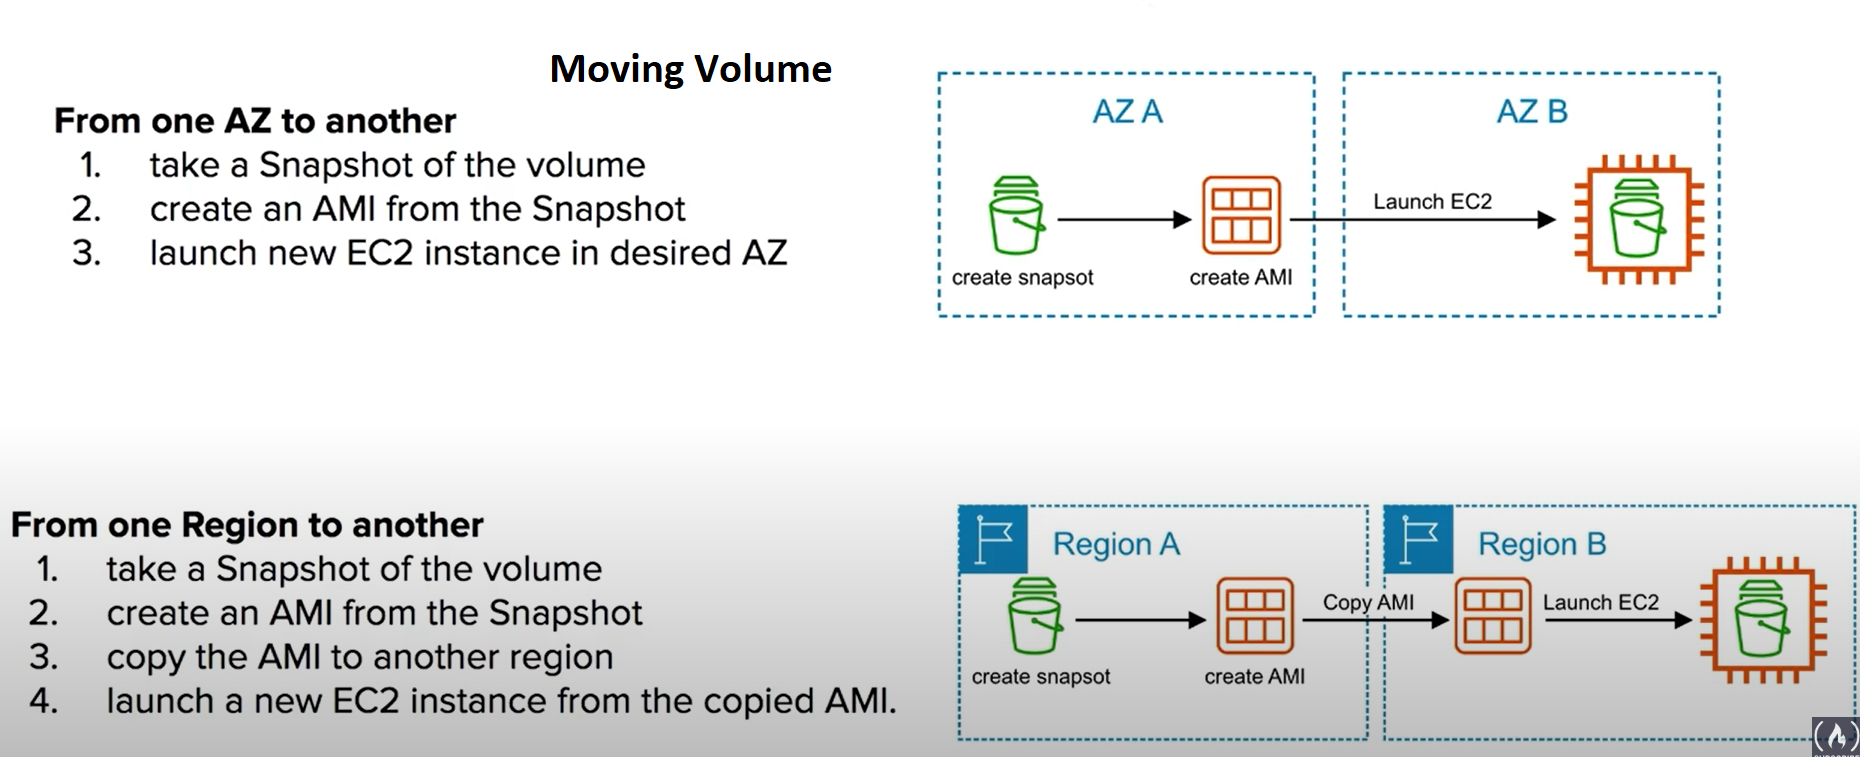 Moving Volume
From one AZ to another
1. take a Snapshot of the volume
2. create an AMI from the Snapshot
3. launch new EC2 instance in desired AZ
AZ A
AZ B
Launch EC2
create snapsot
create AMI
From one Region to another
1. take a Snapshot of the volume
2. create an AMI from the Snapshot
3. copy the AMI to another region
4. launch a new EC2 instance from the copied AMI.
Region A
Region B
Copy AMI
Launch EC2
create snapsot
create AMI